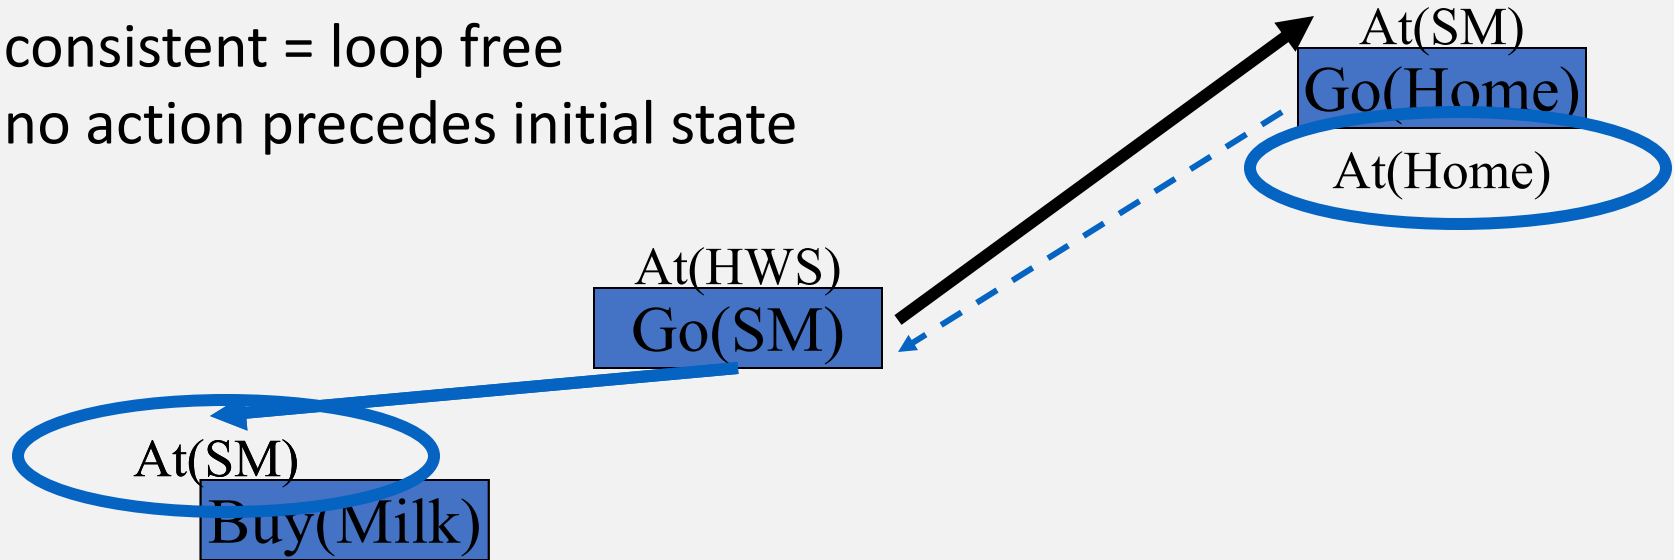 consistent = loop free
no action precedes initial state
At(SM)
Go(Home)
At(Home)
At(HWS)
Go(SM)
At(SM)
Buy(Milk)